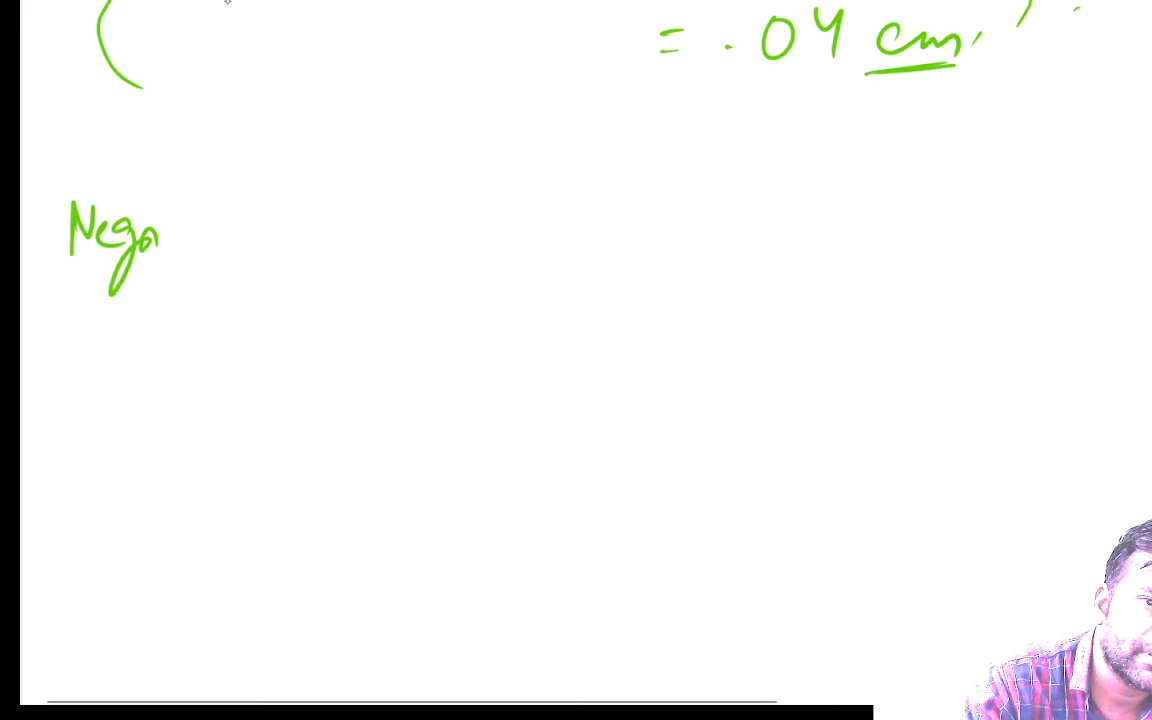 = .04 cm,
Nega